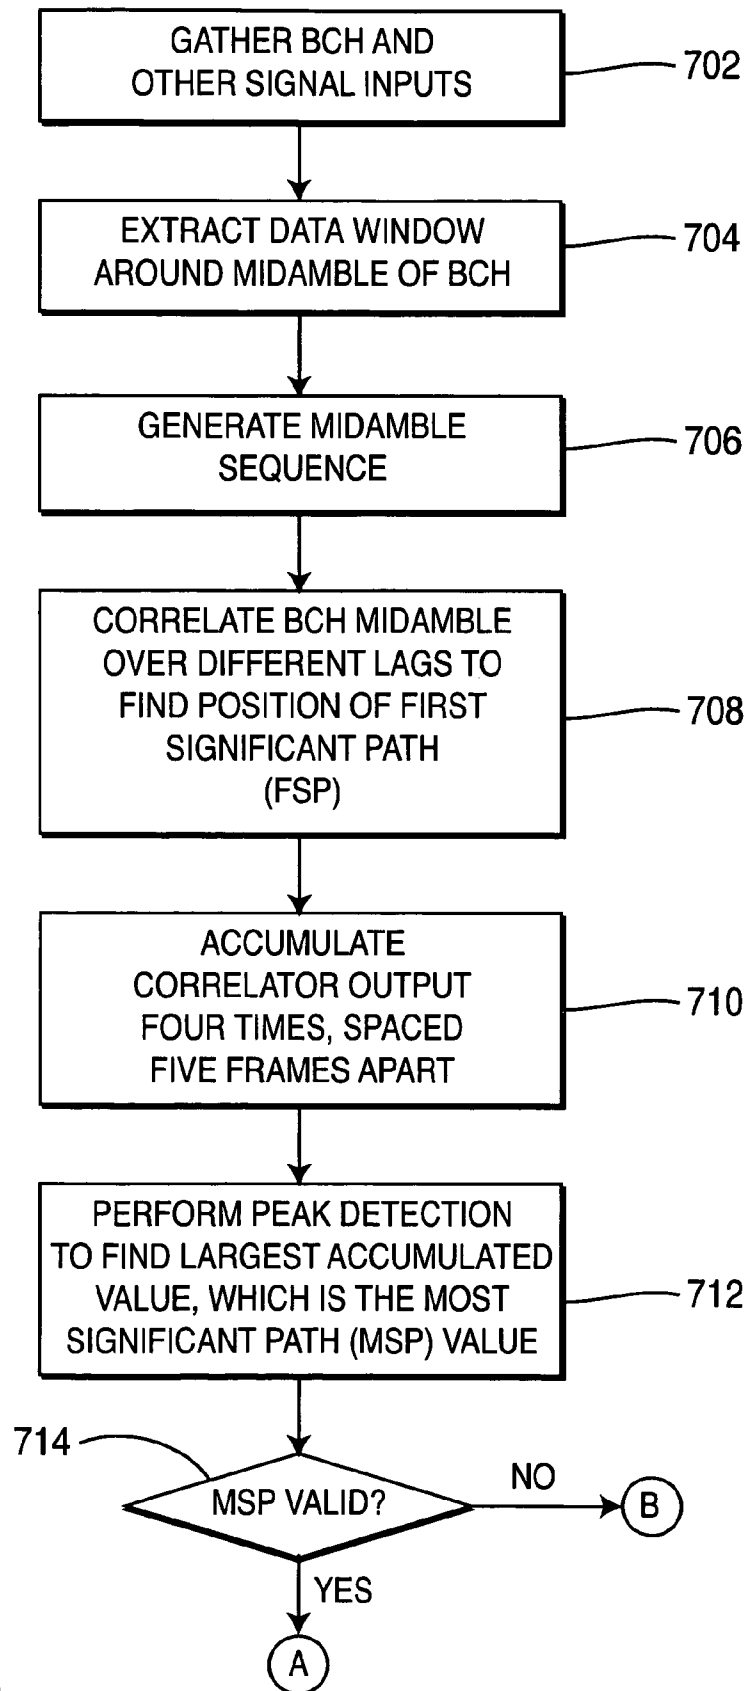 GATHER BCH AND
OTHER SIGNAL INPUTS
702
EXTRACT DATA WINDOW
AROUND MIDAMBLE OF BCH
704
GENERATE MIDAMBLE
SEQUENCE
706
CORRELATE BCH MIDAMBLE
OVER DIFFERENT LAGS TO
FIND POSITION OF FIRST
SIGNIFICANT PATH
(FSP)
708
ACCUMULATE
CORRELATOR OUTPUT
FOUR TIMES, SPACED
FIVE FRAMES APART
710
PERFORM PEAK DETECTION
TO FIND LARGEST ACCUMULATED
VALUE, WHICH IS THE MOST
SIGNIFICANT PATH (MSP) VALUE
712
714
MSP VALID?
NO
B
YES
A